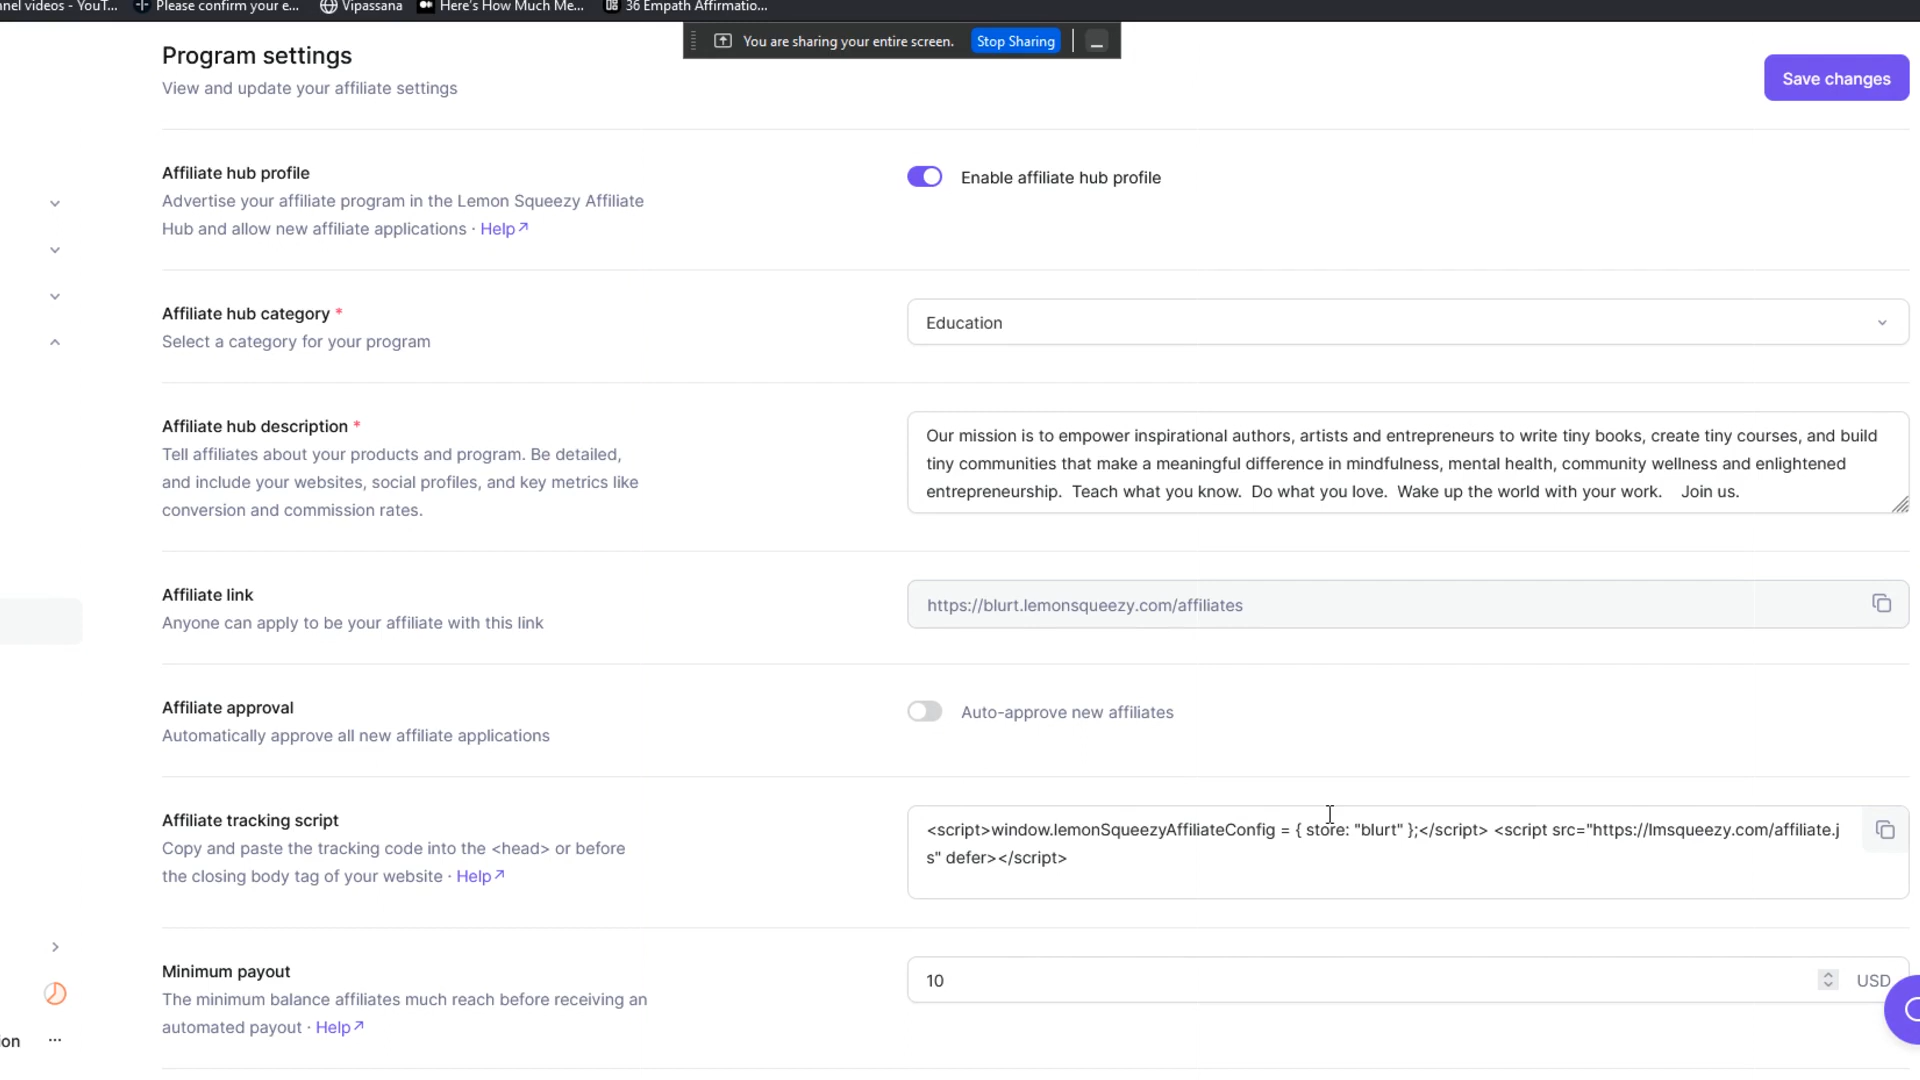 nnel videos - YouT...
Please confirm your e...
Vipassana
Here's How Much Me...
36 Empath Affirmatio...
You are sharing your entire screen.
Stop Sharing
Program settings
View and update your affiliate settings
Save changes
Affiliate hub profile
Advertise your affiliate program in the Lemon Squeezy Affiliate
Hub and allow new affiliate applications · Help↗
Enable affiliate hub profile
Affiliate hub category *
Select a category for your program
Education
Affiliate hub description *
Tell affiliates about your products and program. Be detailed,
and include your websites, social profiles, and key metrics like
conversion and commission rates.
Our mission is to empower inspirational authors, artists and entrepreneurs to write tiny books, create tiny courses, and build
tiny communities that make a meaningful difference in mindfulness, mental health, community wellness and enlightened
entrepreneurship.  Teach what you know.  Do what you love.  Wake up the world with your work.    Join us.
Affiliate link
Anyone can apply to be your affiliate with this link
https://blurt.lemonsqueezy.com/affiliates
Affiliate approval
Automatically approve all new affiliate applications
Auto-approve new affiliates
Affiliate tracking script
Copy and paste the tracking code into the <head> or before
the closing body tag of your website · Help↗
<script>window.lemonSqueezyAffiliateConfig = { store: "blurt" };</script> <script src="https://lmsqueezy.com/affiliate.j
s" defer></script>
Minimum payout
The minimum balance affiliates much reach before receiving an
automated payout · Help↗
10
USD
ion
...